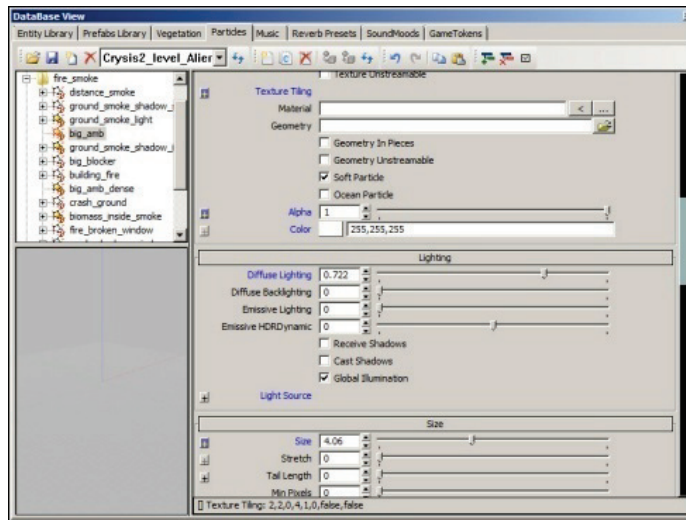 DataBase View
Entity Library Prefabs Library Vegetation Particles Music Reverb Presets SoundMoods GameTokens
Crysis2_level_Alier
fire_smoke
distance_smoke
ground_smoke_shadow_
ground_smoke_light
big_amb
ground_smoke_shadow_i
big_blocker
building_fire
big_amb_dense
crash_ground
biomass_inside_smoke
fire_broken_window
Texture Unstreamable
Texture Tiling
Material < ...
Geometry
Geometry In Pieces
Geometry Unstreamable
Soft Particle
Ocean Particle
Alpha 1
Color 255,255,255
Lighting
Diffuse Lighting 0.722
Diffuse Backlighting 0
Emissive Lighting 0
Emissive HDRDynamic 0
Receive Shadows
Cast Shadows
Global Illumination
Light Source
Size
Size 4.06
Stretch 0
Tail Length 0
Min Pixels 0
[] Texture Tiling: 2,2,0,4,1,0,false,false